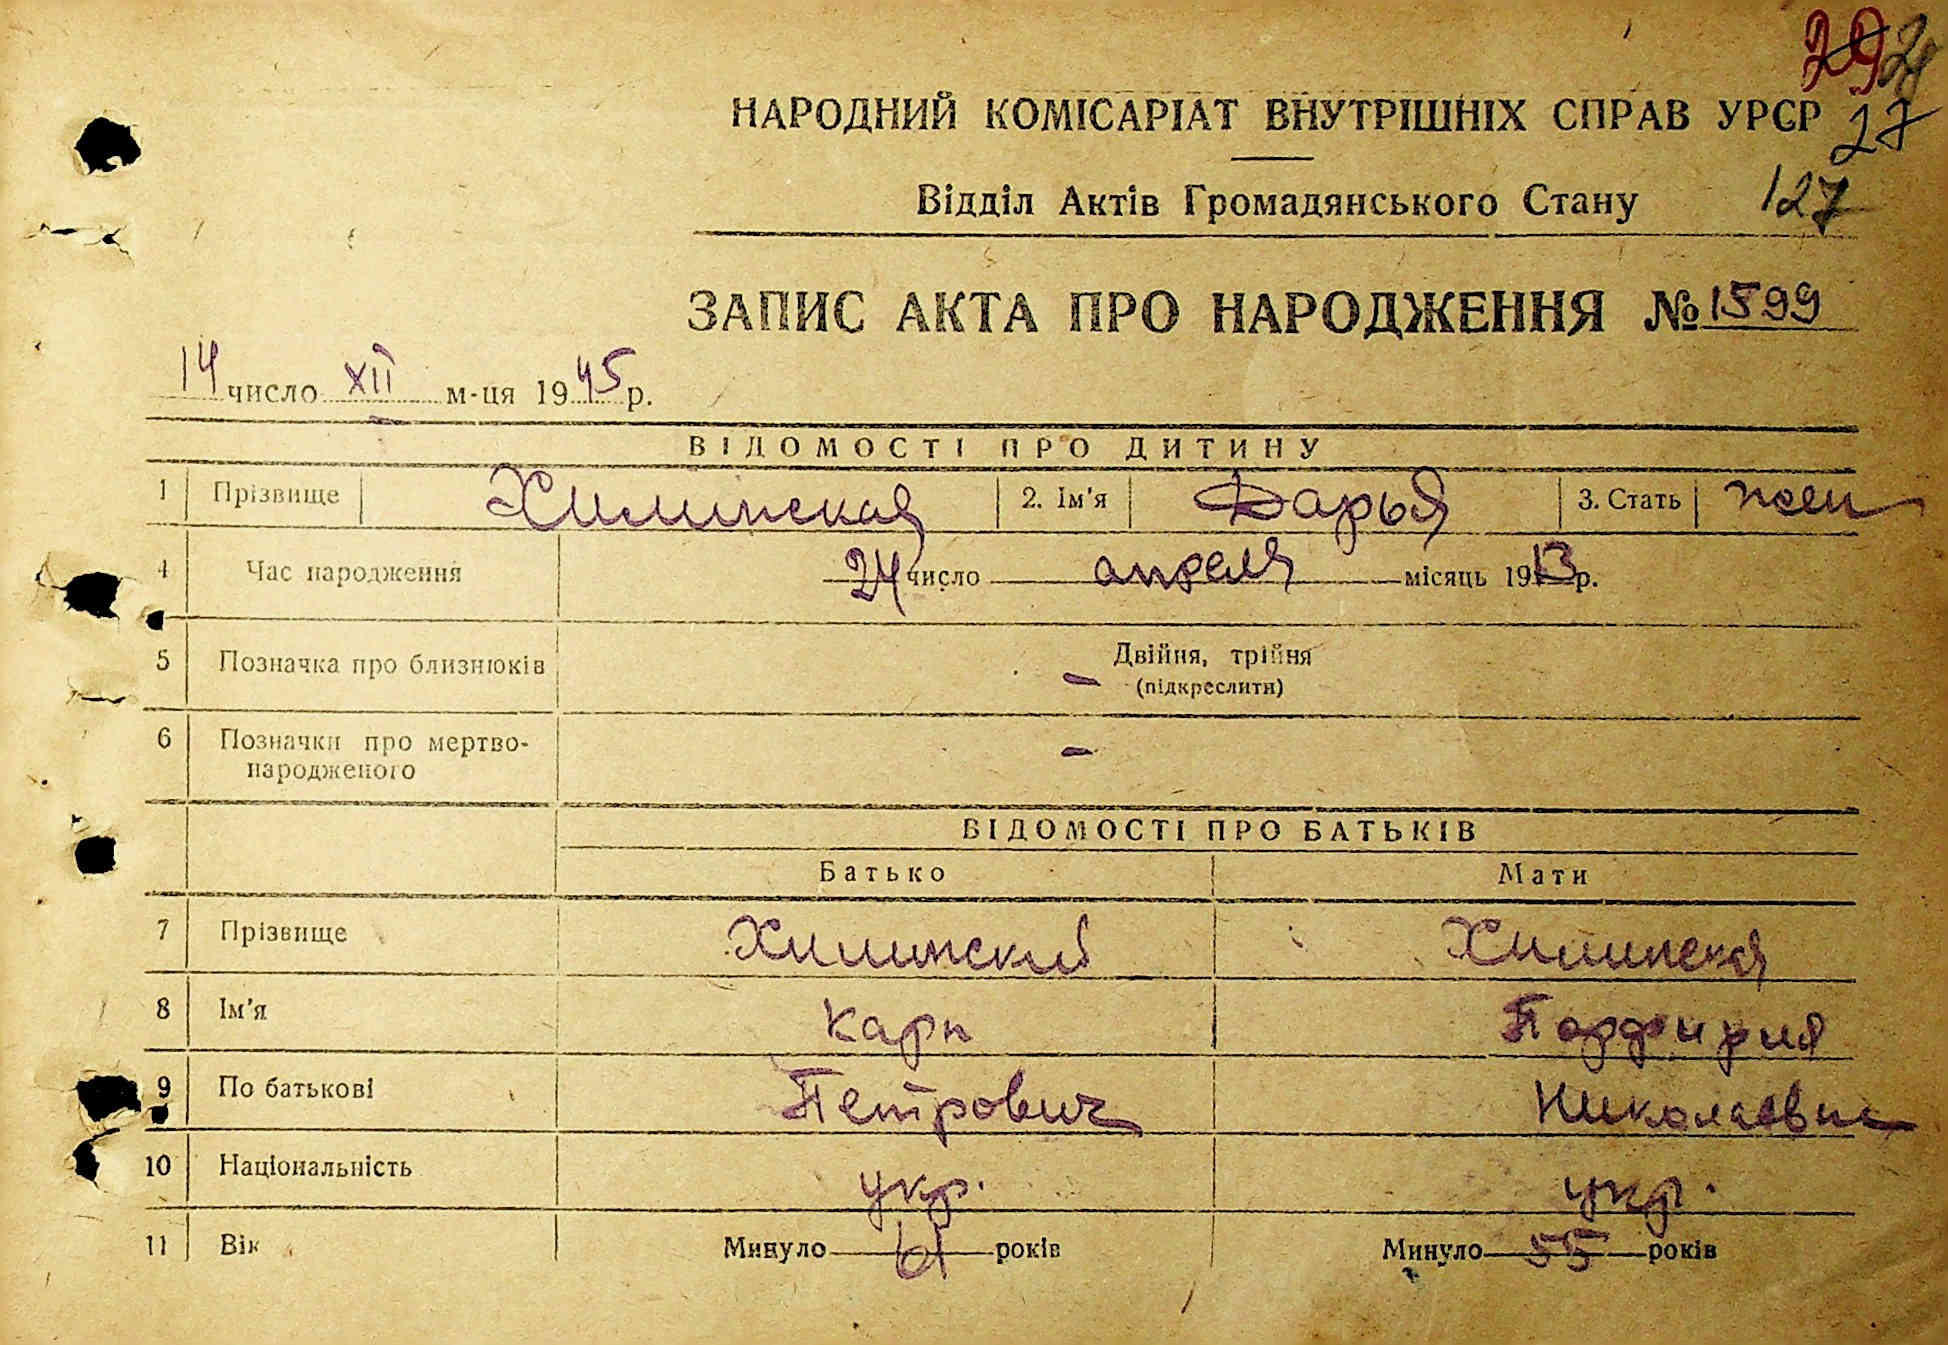 29 28
НАРОДНИЙ КОМІСАРІАТ ВНУТРІШНІХ СПРАВ УРСР 27
Відділ Актів Громадянського Стану 127
ЗАПИС АКТА ПРО НАРОДЖЕННЯ № 1599
14 число XII м-ця 1945 р.
ВІДОМОСТІ ПРО ДИТИНУ
1 Прізвище Хилинская 2. Ім'я Дарья 3. Стать жен
4 Час народження 24 число апреля місяць 1913 р.
5 Позначка про близнюків Двійня, трійня
(підкреслити) -
6 Позначки про мертво-
народженого -
ВІДОМОСТІ ПРО БАТЬКІВ
Батько Мати
7 Прізвище Хилинский Хилинская
8 Ім'я Карп Порфирия
9 По батькові Петрович Николаевна
10 Національність укр. укр.
11 Вік Минуло 61 років Минуло 55 років